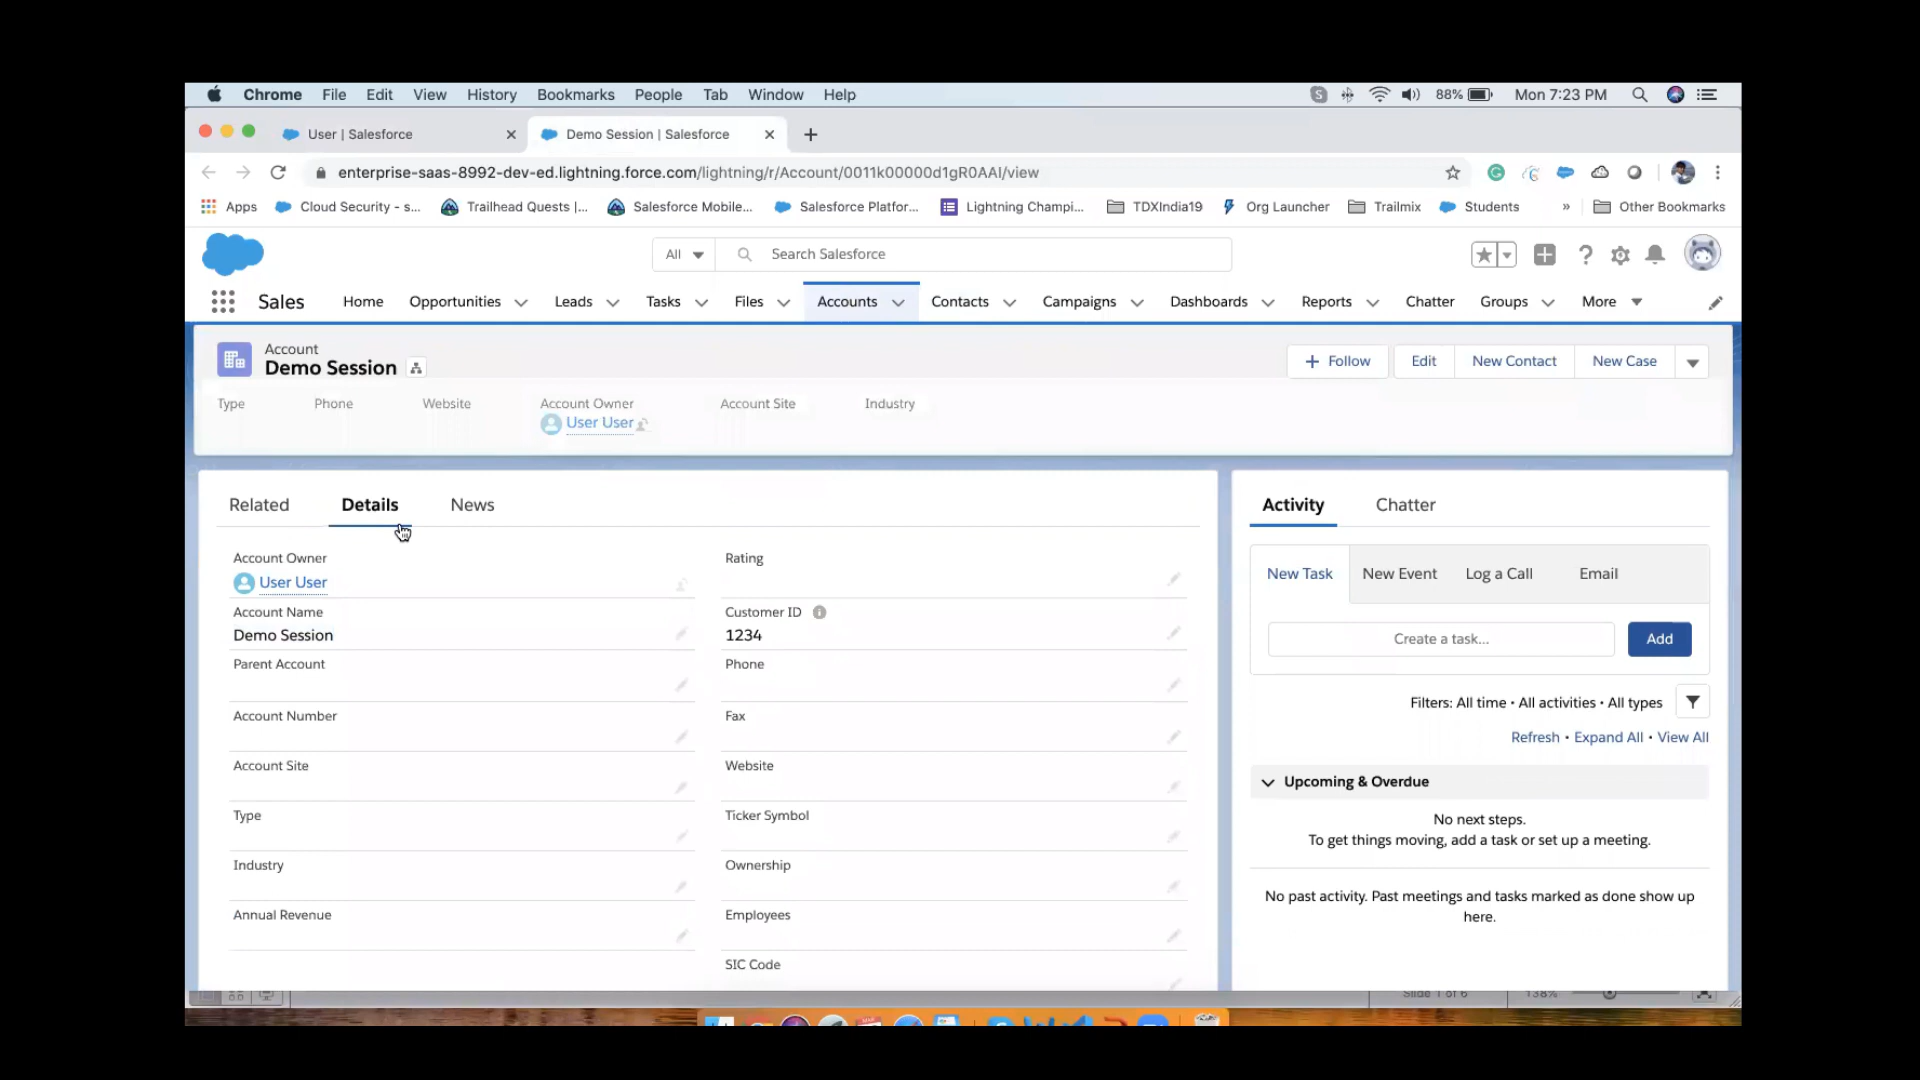 Chrome File Edit View History Bookmarks People Tab Window Help 88% Mon 7:23 PM
User | Salesforce Demo Session | Salesforce
enterprise-saas-8992-dev-ed.lightning.force.com/lightning/r/Account/0011k00000d1gR0AAI/view
Apps Cloud Security - s... Trailhead Quests |... Salesforce Mobile... Salesforce Platfor... Lightning Champi... TDXIndia19 Org Launcher Trailmix Students » Other Bookmarks
All Search Salesforce
Sales Home Opportunities Leads Tasks Files Accounts Contacts Campaigns Dashboards Reports Chatter Groups More
Account
Demo Session
+ Follow Edit New Contact New Case
Type Phone Website Account Owner Account Site Industry
User User
Related Details News
Activity Chatter
Account Owner Rating
User User
Account Name Customer ID
Demo Session 1234
Parent Account Phone
Account Number Fax
Account Site Website
Type Ticker Symbol
Industry Ownership
Annual Revenue Employees
SIC Code
New Task New Event Log a Call Email
Create a task... Add
Filters: All time • All activities • All types
Refresh • Expand All • View All
Upcoming & Overdue
No next steps.
To get things moving, add a task or set up a meeting.
No past activity. Past meetings and tasks marked as done show up
here.
Slide 1 of 6 138%